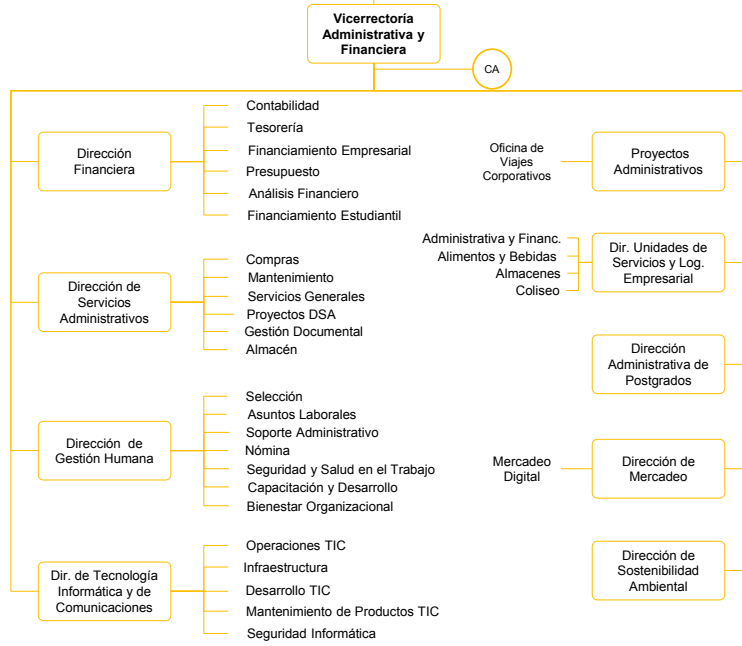 Vicerrectoría
Administrativa y
Financiera
CA
Dirección
Financiera
Contabilidad
Tesorería
Financiamiento Empresarial
Presupuesto
Análisis Financiero
Financiamiento Estudiantil
Oficina de
Viajes
Corporativos
Proyectos
Administrativos
Dirección de
Servicios
Administrativos
Compras
Mantenimiento
Servicios Generales
Proyectos DSA
Gestión Documental
Almacén
Administrativa y Financ.
Alimentos y Bebidas
Almacenes
Coliseo
Dir. Unidades de
Servicios y Log.
Empresarial
Dirección
Administrativa de
Postgrados
Dirección de
Gestión Humana
Selección
Asuntos Laborales
Soporte Administrativo
Nómina
Seguridad y Salud en el Trabajo
Capacitación y Desarrollo
Bienestar Organizacional
Mercadeo
Digital
Dirección de
Mercadeo
Dir. de Tecnología
Informática y de
Comunicaciones
Operaciones TIC
Infraestructura
Desarrollo TIC
Mantenimiento de Productos TIC
Seguridad Informática
Dirección de
Sostenibilidad
Ambiental